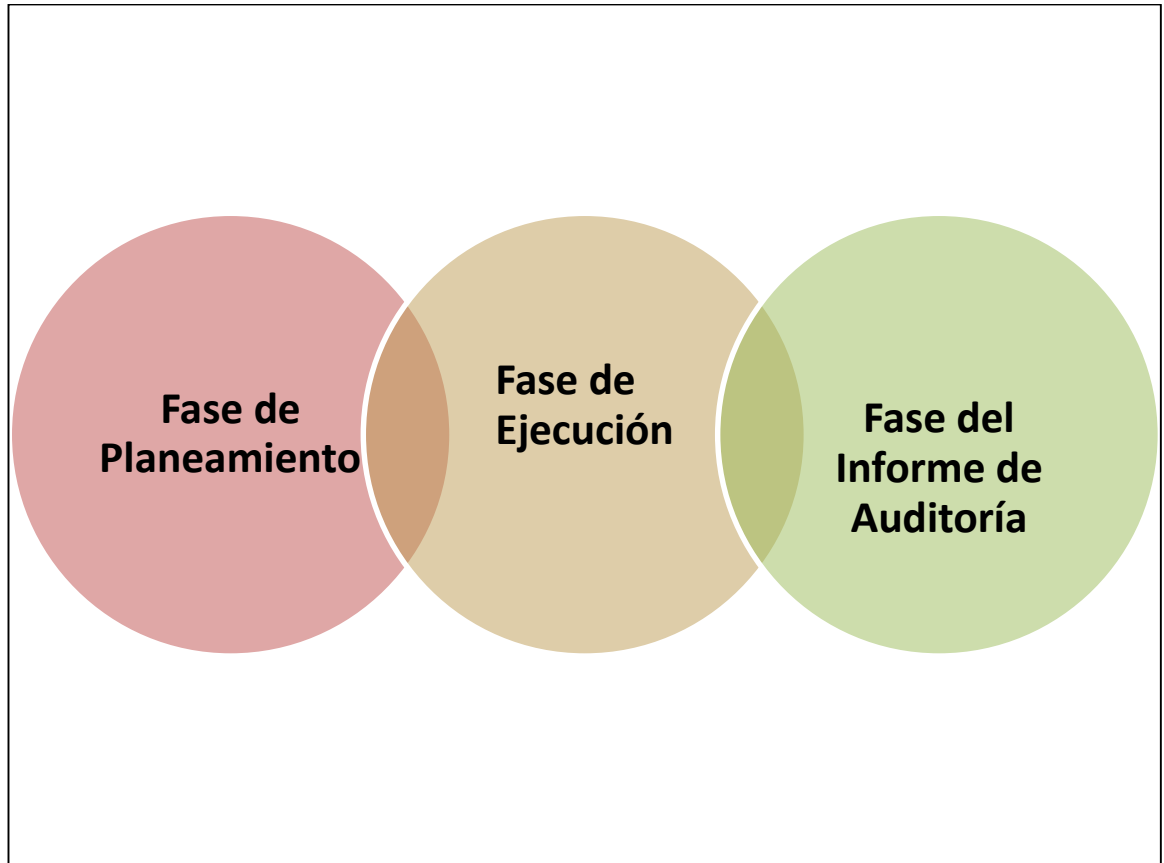 Fase de
Planeamiento
Fase de
Ejecución
Fase del
Informe de
Auditoría